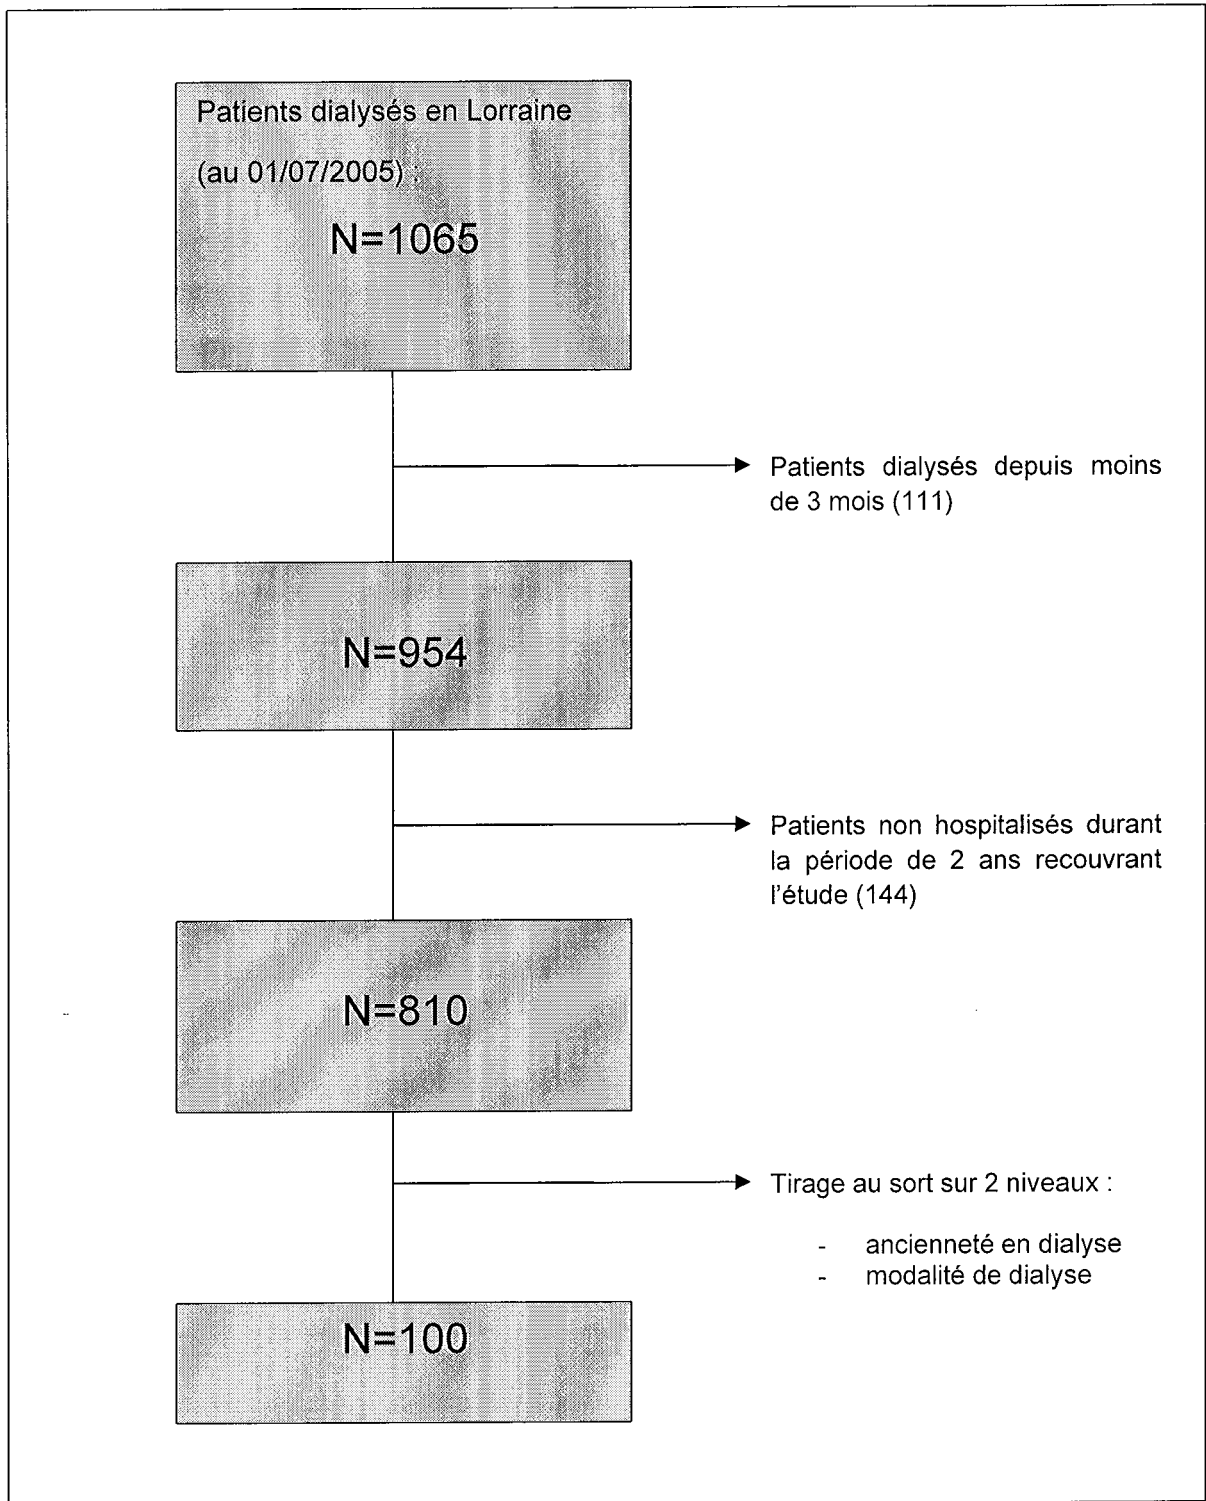 Patients dialysés en Lorraine
(au 01/07/2005) :
N=1065
Patients dialysés depuis moins
de 3 mois (111)
N=954
Patients non hospitalisés durant
la période de 2 ans recouvrant
l'étude (144)
N=810
Tirage au sort sur 2 niveaux :
- ancienneté en dialyse
- modalité de dialyse
N=100